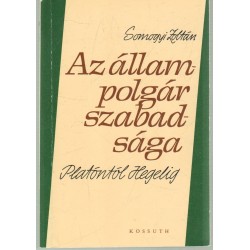 Somogyi Zoltán
Az állam-
polgár
szabad-
sága
Platóntól Hegelig
KOSSUTH